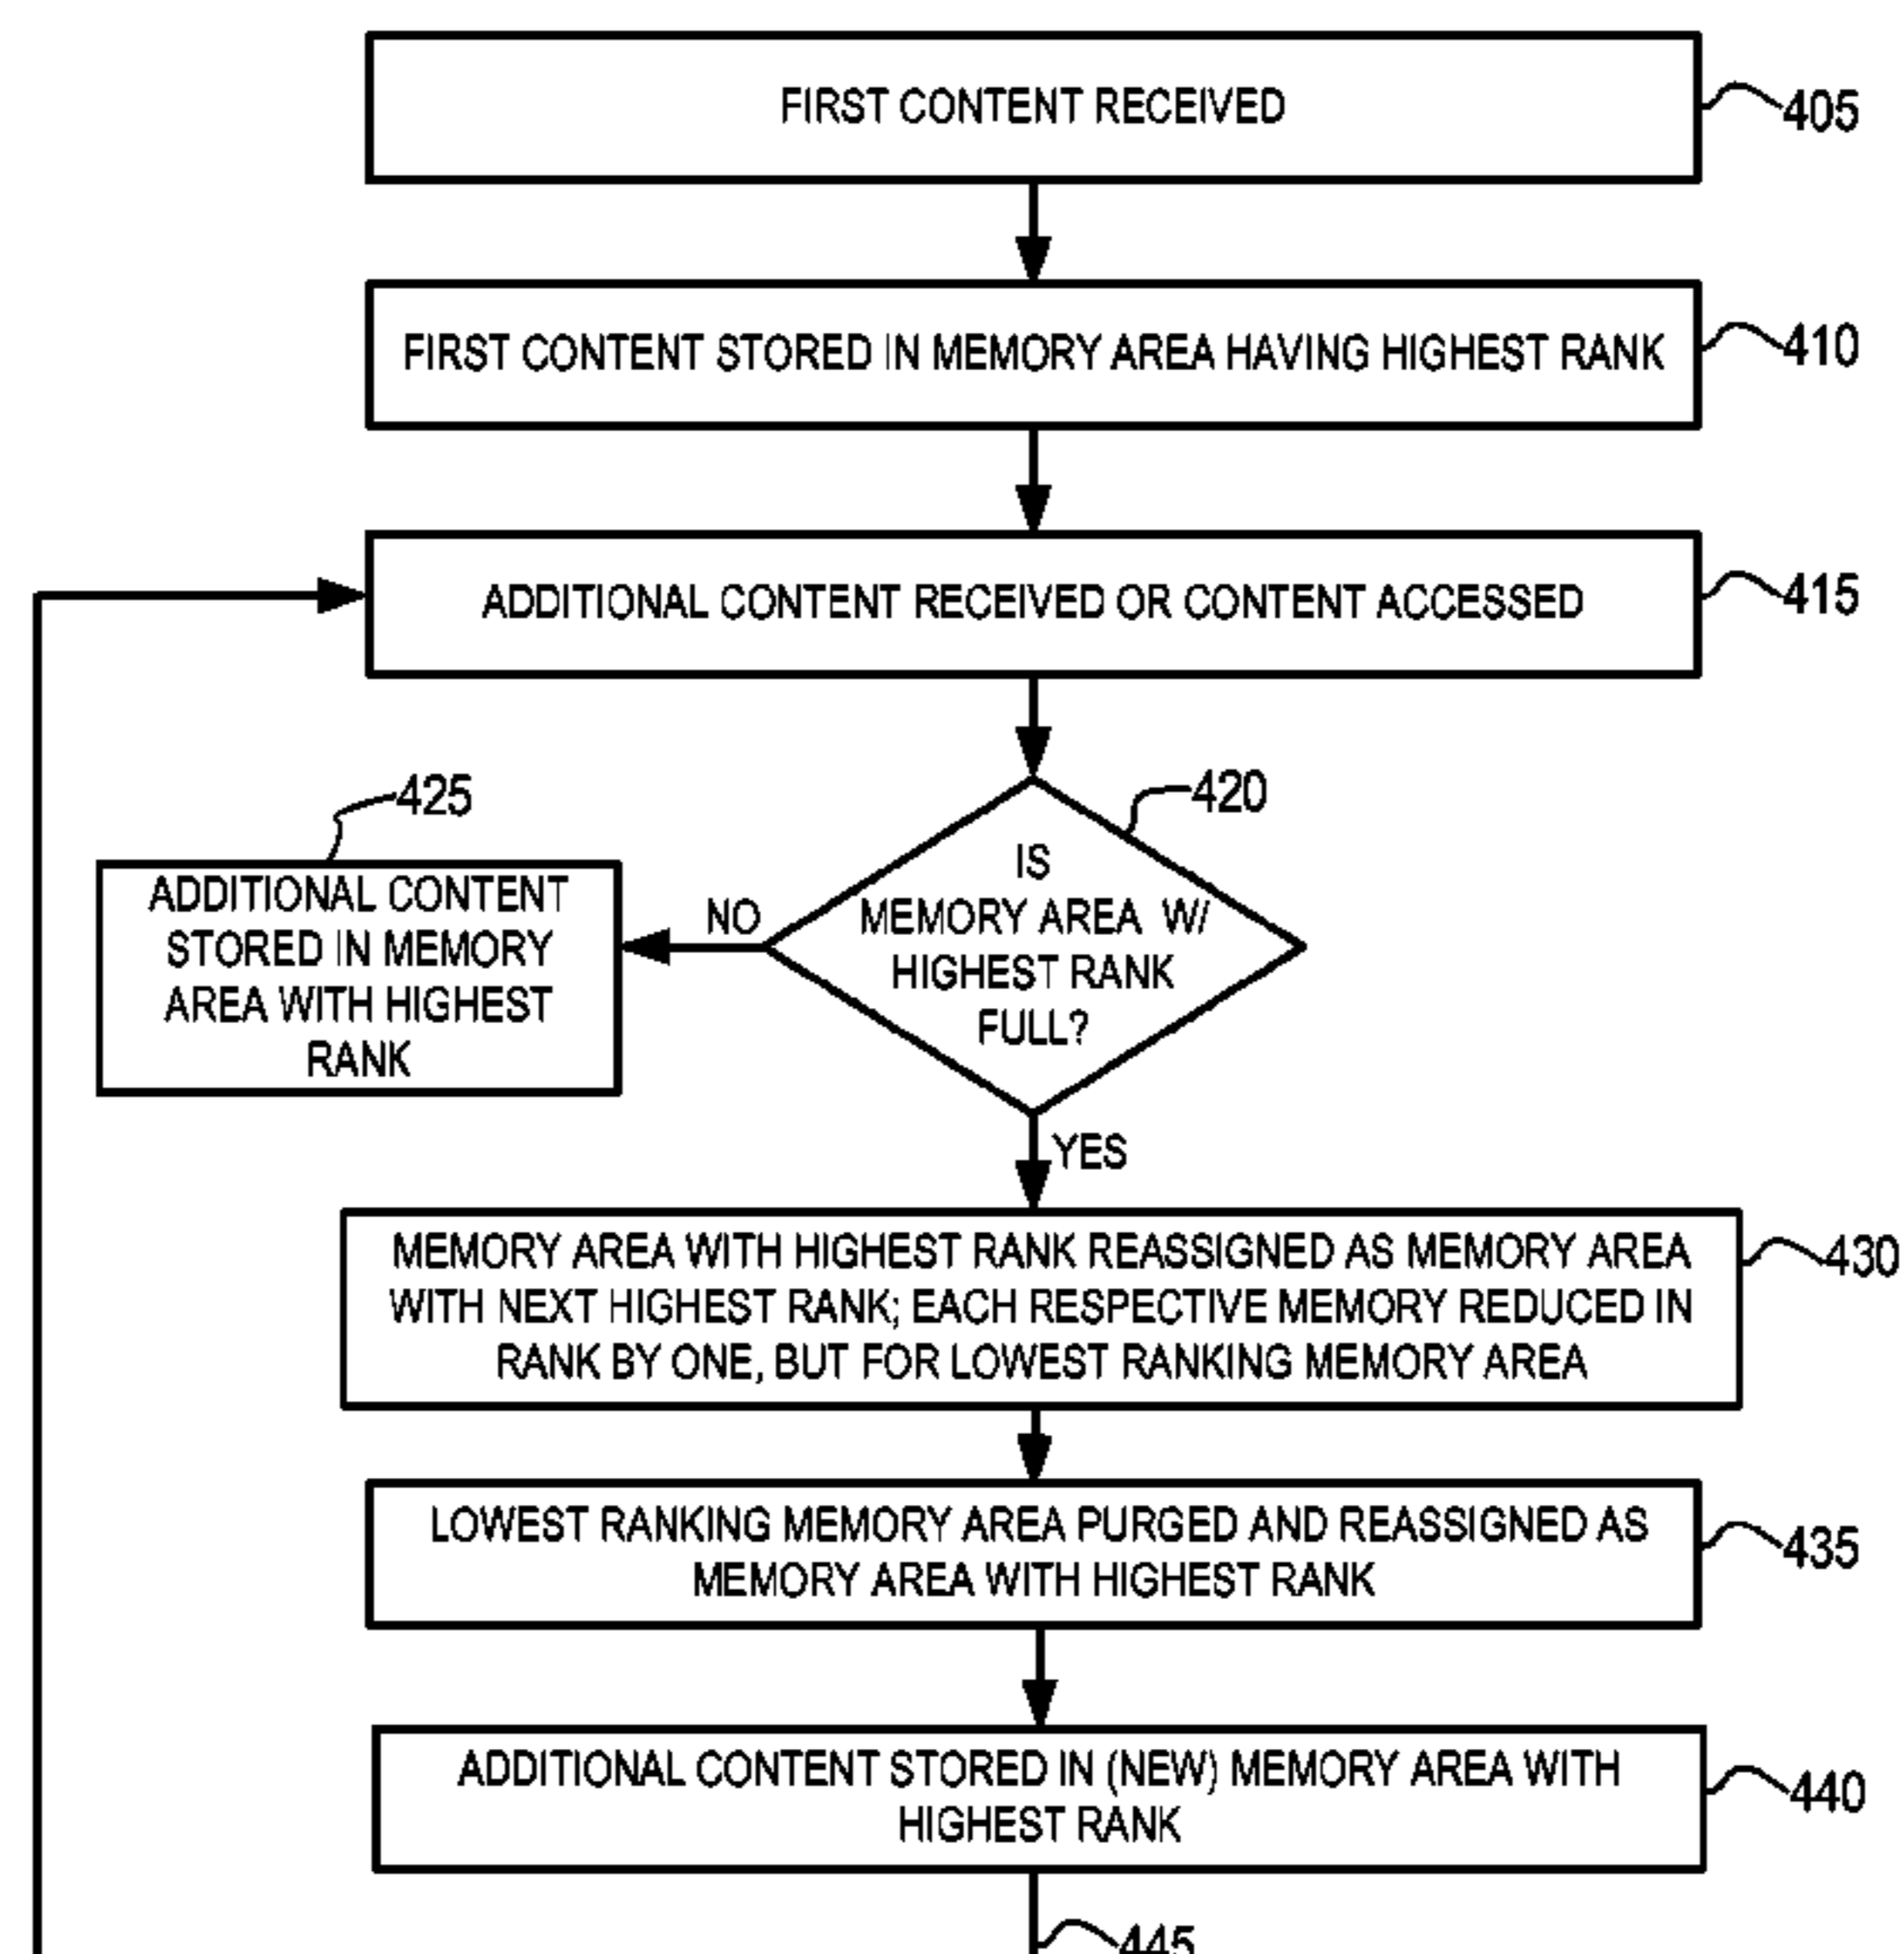 FIRST CONTENT RECEIVED
405
FIRST CONTENT STORED IN MEMORY AREA HAVING HIGHEST RANK
410
ADDITIONAL CONTENT RECEIVED OR CONTENT ACCESSED
415
425
420
ADDITIONAL CONTENT
STORED IN MEMORY
AREA WITH HIGHEST
RANK
NO
IS
MEMORY AREA W/
HIGHEST RANK
FULL?
YES
MEMORY AREA WITH HIGHEST RANK REASSIGNED AS MEMORY AREA
WITH NEXT HIGHEST RANK; EACH RESPECTIVE MEMORY REDUCED IN
RANK BY ONE, BUT FOR LOWEST RANKING MEMORY AREA
430
LOWEST RANKING MEMORY AREA PURGED AND REASSIGNED AS
MEMORY AREA WITH HIGHEST RANK
435
ADDITIONAL CONTENT STORED IN (NEW) MEMORY AREA WITH
HIGHEST RANK
440
445